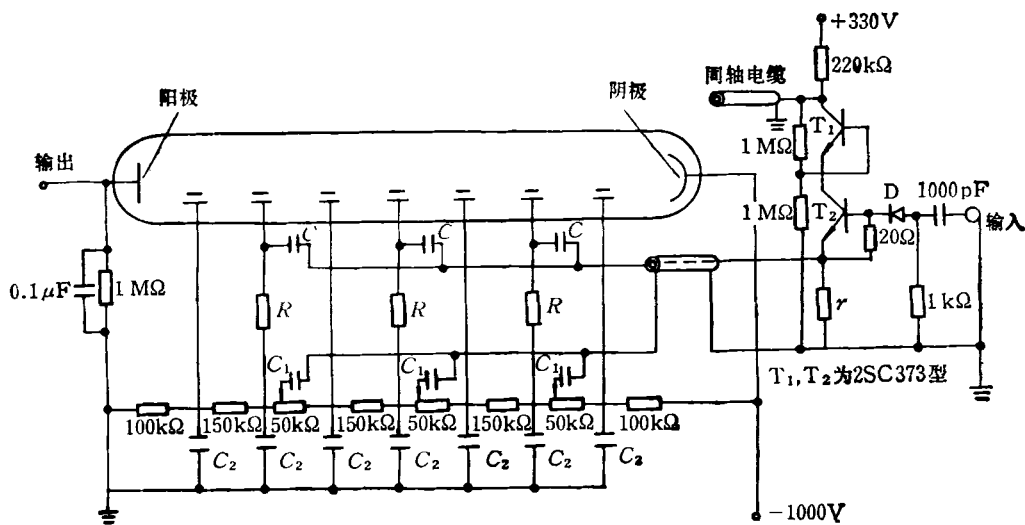 +330V
220kΩ
同轴电缆
阳极
阴极
T₁
1 MΩ
输出
1 MΩ
T₂
D
1000pF
输入
20Ω
C
C
C
0.1μF
1 MΩ
R
R
R
r
1 kΩ
C₁
C₁
C₁
T₁,T₂为2SC373型
100kΩ
150kΩ
50kΩ
150kΩ
50kΩ
150kΩ
50kΩ
100kΩ
C₂
C₂
C₂
C₂
C₂
C₂
C₂
-1000V